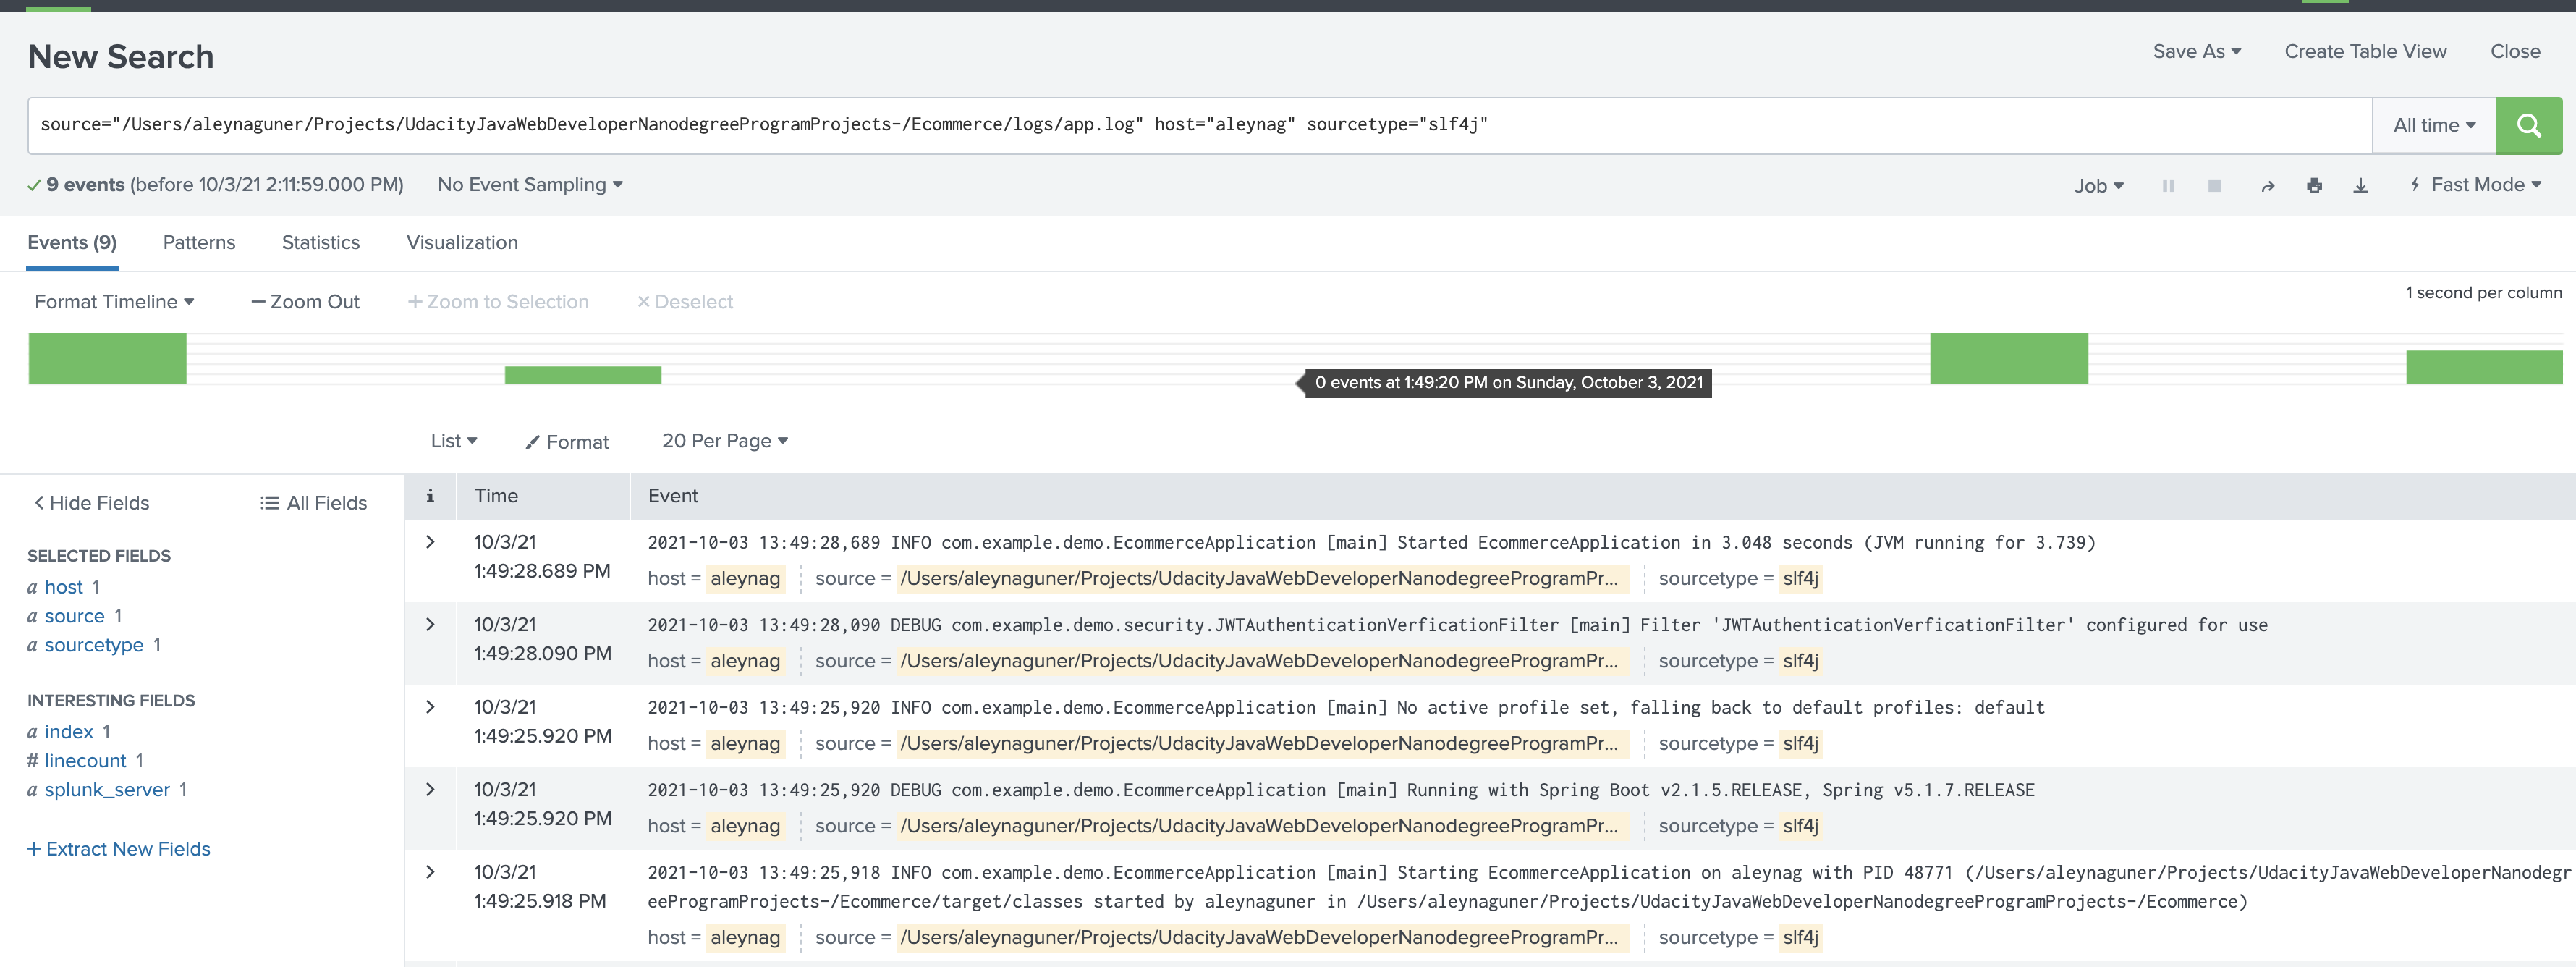 New Search
Save As
Create Table View
Close
source="/Users/aleynaguner/Projects/UdacityJavaWebDeveloperNanodegreeProgramProjects-/Ecommerce/logs/app.log" host="aleynag" sourcetype="slf4j"
All time
9 events (before 10/3/21 2:11:59.000 PM)
No Event Sampling
Job
Fast Mode
Events (9)
Patterns
Statistics
Visualization
Format Timeline
Zoom Out
Zoom to Selection
Deselect
1 second per column
0 events at 1:49:20 PM on Sunday, October 3, 2021
List
Format
20 Per Page
Hide Fields
All Fields
SELECTED FIELDS
a host 1
a source 1
a sourcetype 1
INTERESTING FIELDS
a index 1
# linecount 1
a splunk_server 1
+ Extract New Fields
i
Time
Event
10/3/21
1:49:28.689 PM
2021-10-03 13:49:28,689 INFO com.example.demo.EcommerceApplication [main] Started EcommerceApplication in 3.048 seconds (JVM running for 3.739)
host = aleynag source = /Users/aleynaguner/Projects/UdacityJavaWebDeveloperNanodegreeProgramPr... sourcetype = slf4j
10/3/21
1:49:28.090 PM
2021-10-03 13:49:28,090 DEBUG com.example.demo.security.JWTAuthenticationVerficationFilter [main] Filter 'JWTAuthenticationVerficationFilter' configured for use
host = aleynag source = /Users/aleynaguner/Projects/UdacityJavaWebDeveloperNanodegreeProgramPr... sourcetype = slf4j
10/3/21
1:49:25.920 PM
2021-10-03 13:49:25,920 INFO com.example.demo.EcommerceApplication [main] No active profile set, falling back to default profiles: default
host = aleynag source = /Users/aleynaguner/Projects/UdacityJavaWebDeveloperNanodegreeProgramPr... sourcetype = slf4j
10/3/21
1:49:25.920 PM
2021-10-03 13:49:25,920 DEBUG com.example.demo.EcommerceApplication [main] Running with Spring Boot v2.1.5.RELEASE, Spring v5.1.7.RELEASE
host = aleynag source = /Users/aleynaguner/Projects/UdacityJavaWebDeveloperNanodegreeProgramPr... sourcetype = slf4j
10/3/21
1:49:25.918 PM
2021-10-03 13:49:25,918 INFO com.example.demo.EcommerceApplication [main] Starting EcommerceApplication on aleynag with PID 48771 (/Users/aleynaguner/Projects/UdacityJavaWebDeveloperNanodegr
eeProgramProjects-/Ecommerce/target/classes started by aleynaguner in /Users/aleynaguner/Projects/UdacityJavaWebDeveloperNanodegreeProgramProjects-/Ecommerce)
host = aleynag source = /Users/aleynaguner/Projects/UdacityJavaWebDeveloperNanodegreeProgramPr... sourcetype = slf4j